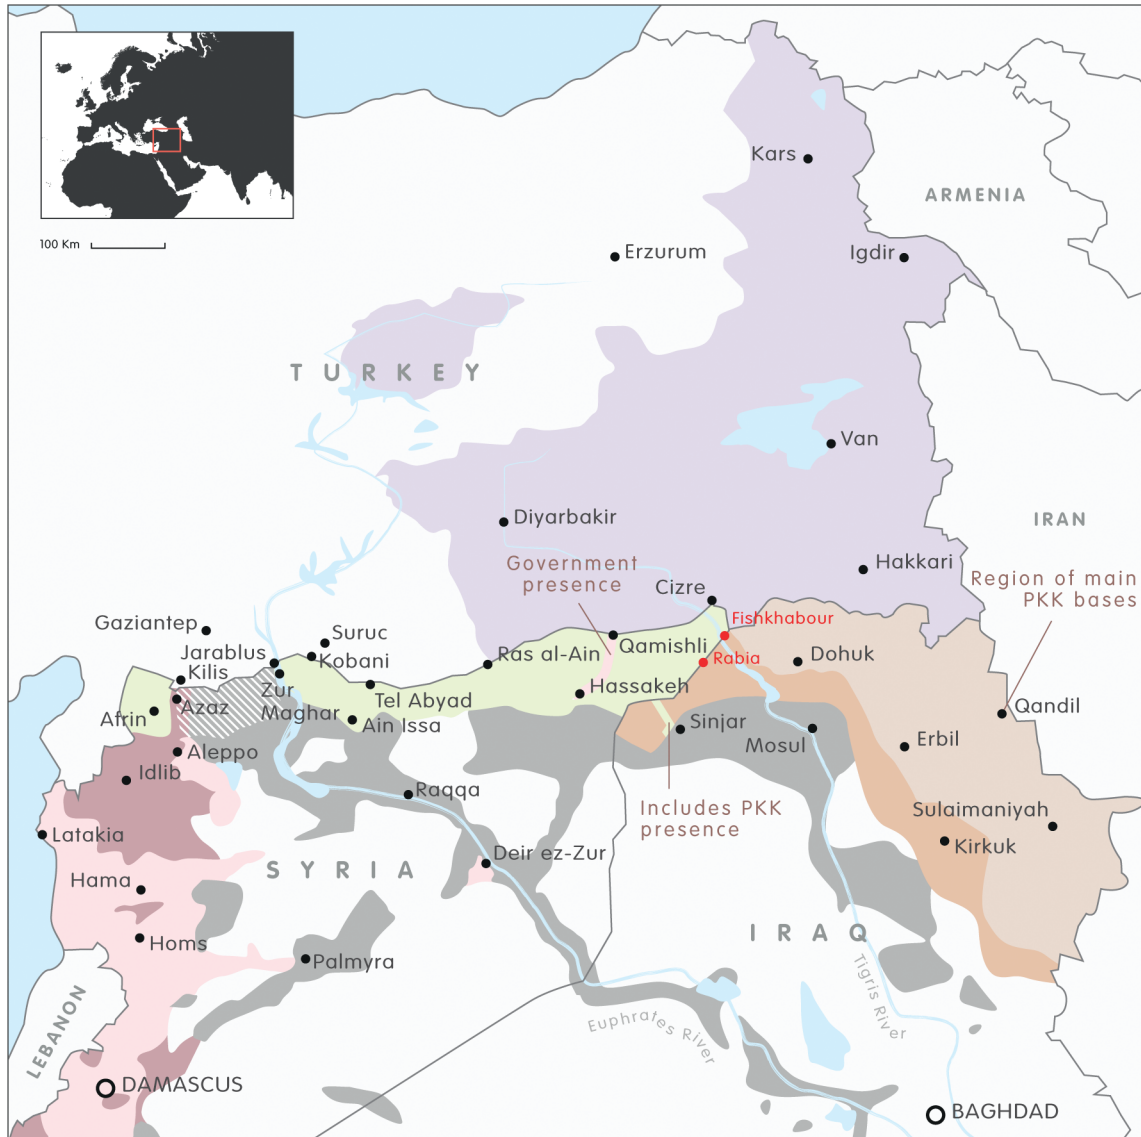 100 Km
Kars
ARMENIA
Erzurum
Igdir
TURKEY
Van
Diyarbakir
IRAN
Government
presence
Hakkari
Region of main
PKK bases
Cizre
Fishkhabour
Gaziantep
Suruc
Qamishli
Jarablus
Kobani
Ras al-Ain
Rabia
Dohuk
Kilis
Zur
Maghar
Tel Abyad
Hassakeh
Afrin
Azaz
Ain Issa
Sinjar
Qandil
Mosul
Erbil
Aleppo
Idlib
Raqqa
Includes PKK
presence
Sulaimaniyah
Latakia
Kirkuk
Deir ez-Zur
SYRIA
Hama
Homs
IRAQ
Palmyra
Tigris River
Euphrates River
LEBANON
DAMASCUS
BAGHDAD